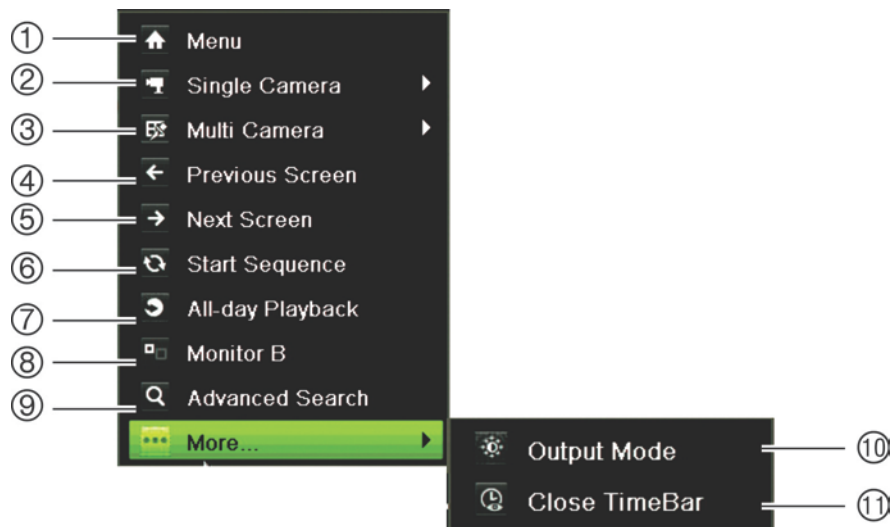 ① Menu
② Single Camera
③ Multi Camera
④ Previous Screen
⑤ Next Screen
⑥ Start Sequence
⑦ All-day Playback
⑧ Monitor B
⑨ Advanced Search
More...
Output Mode ⑩
Close TimeBar ⑪